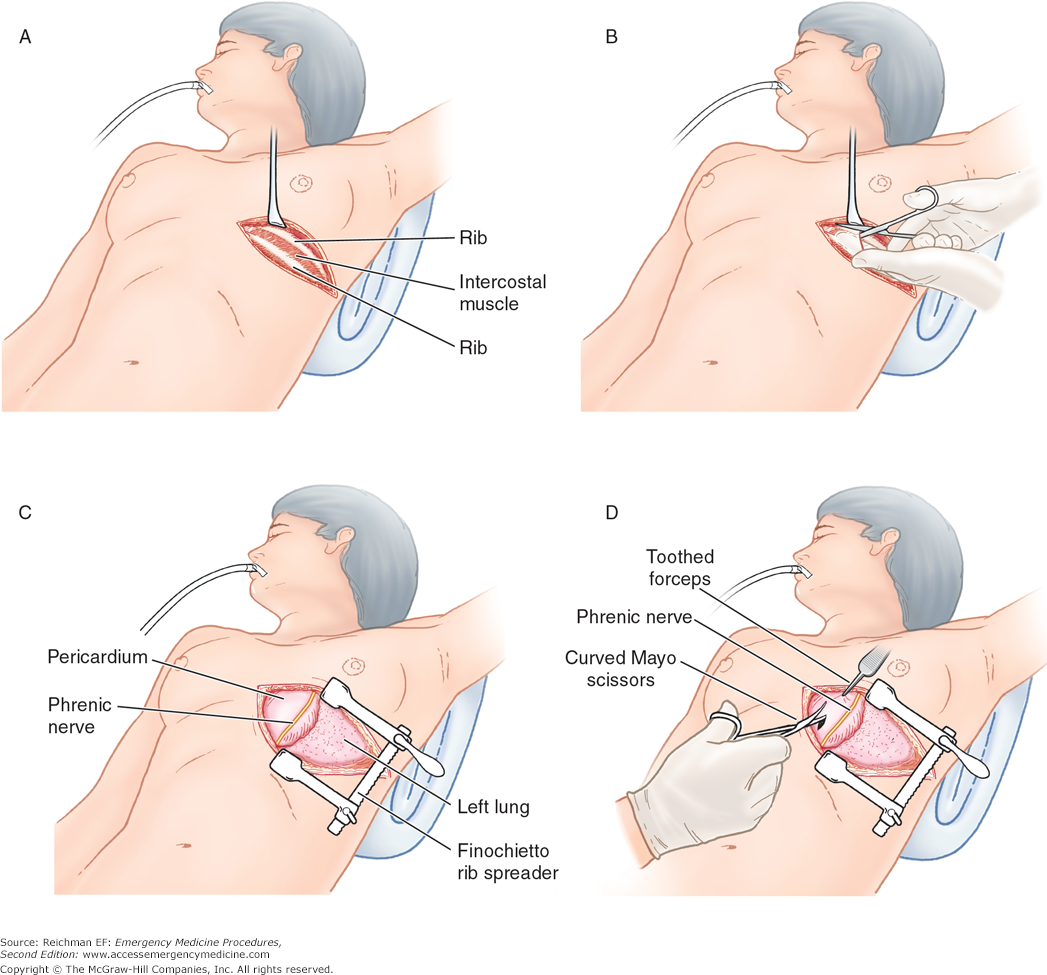 A
Rib
Intercostal
muscle
Rib
B
C
Pericardium
Phrenic
nerve
Left lung
Finochietto
rib spreader
D
Toothed
forceps
Phrenic nerve
Curved Mayo
scissors
Source: Reichman EF: Emergency Medicine Procedures,
Second Edition: www.accessemergencymedicine.com
Copyright © The McGraw-Hill Companies, Inc. All rights reserved.